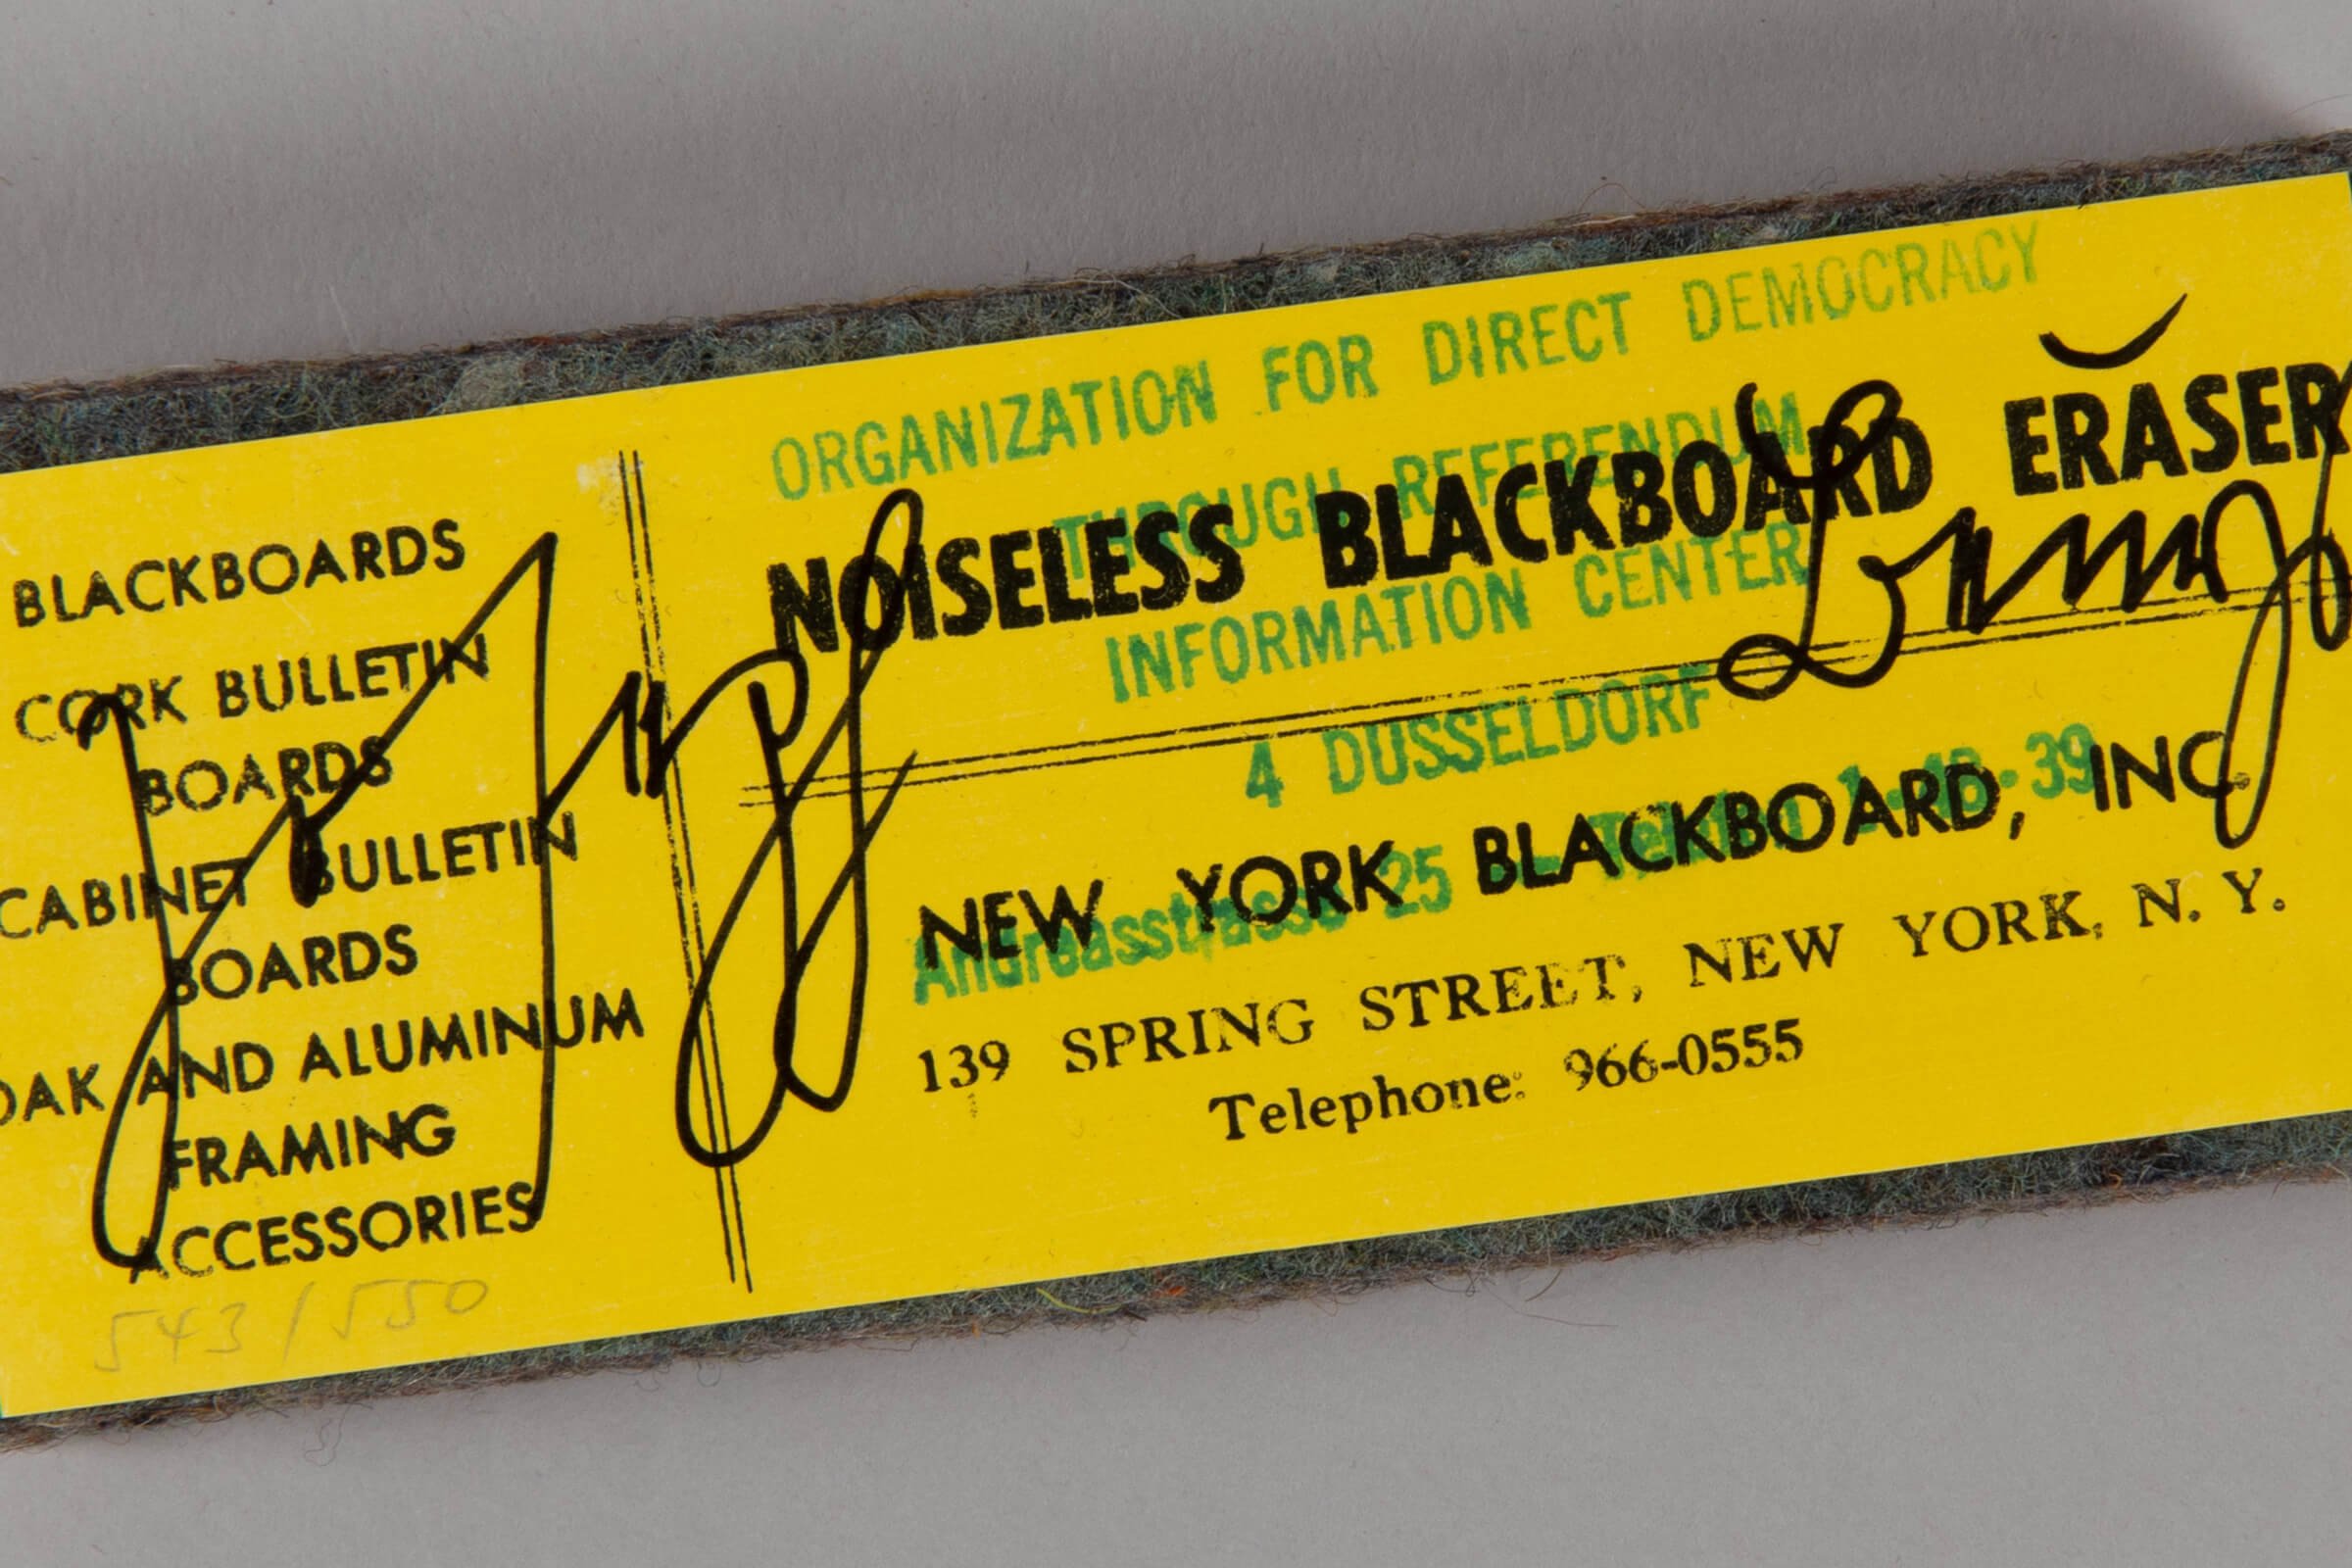 BLACKBOARDS
CORK BULLETIN
BOARDS
CABINET BULLETIN
BOARDS
OAK AND ALUMINUM
FRAMING
ACCESSORIES
543/550
ORGANIZATION FOR DIRECT DEMOCRACY
THROUGH REFERENDUM
NOISELESS BLACKBOARD ERASER
INFORMATION CENTER
4 DUSSELDORF
Andreasstrasse 25
NEW YORK BLACKBOARD, INC.
139 SPRING STREET, NEW YORK, N. Y.
Telephone: 966-0555